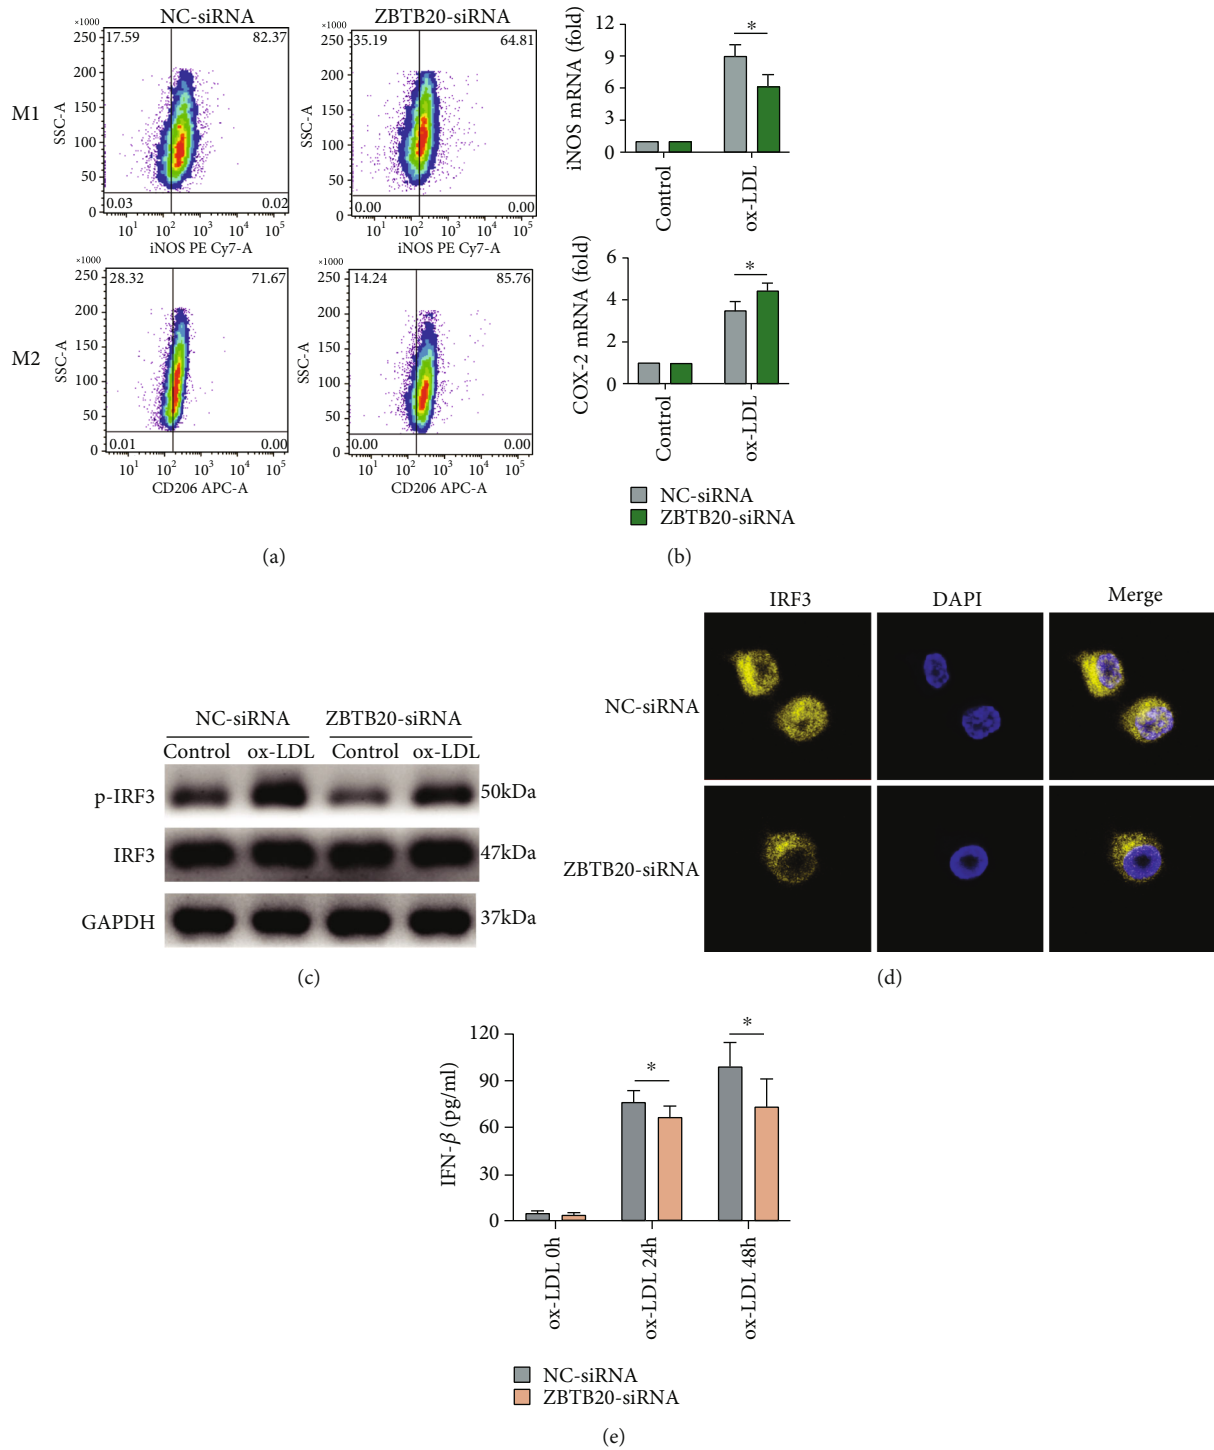 NC-siRNA
ZBTB20-siRNA
M1
×1000
17.59 82.37
SSC-A
250
200
150
100
50
0
0.03 0.02
10¹ 10² 10³ 10⁴ 10⁵
iNOS PE Cy7-A
×1000
35.19 64.81
SSC-A
250
200
150
100
50
0
0.00 0.00
10¹ 10² 10³ 10⁴ 10⁵
iNOS PE Cy7-A
M2
×1000
28.32 71.67
SSC-A
250
200
150
100
50
0
0.01 0.00
10¹ 10² 10³ 10⁴ 10⁵
CD206 APC-A
×1000
14.24 85.76
SSC-A
250
200
150
100
50
0
0.00 0.00
10¹ 10² 10³ 10⁴ 10⁵
CD206 APC-A
(a)
iNOS mRNA (fold)
12
9
6
3
0
*
Control
ox-LDL
COX-2 mRNA (fold)
6
4
2
0
*
Control
ox-LDL
NC-siRNA
ZBTB20-siRNA
(b)
NC-siRNA ZBTB20-siRNA
Control ox-LDL Control ox-LDL
p-IRF3 50kDa
IRF3 47kDa
GAPDH 37kDa
(c)
IRF3 DAPI Merge
NC-siRNA
ZBTB20-siRNA
(d)
IFN-β (pg/ml)
120
90
60
30
0
*
*
ox-LDL 0h
ox-LDL 24h
ox-LDL 48h
NC-siRNA
ZBTB20-siRNA
(e)